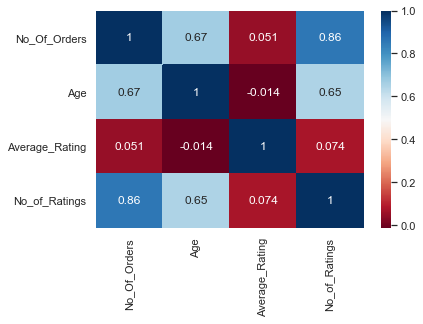 No_Of_Orders 1 0.67 0.051 0.86
Age 0.67 1 -0.014 0.65
Average_Rating 0.051 -0.014 1 0.074
No_of_Ratings 0.86 0.65 0.074 1
No_Of_Orders
Age
Average_Rating
No_of_Ratings
1.0
0.8
0.6
0.4
0.2
0.0